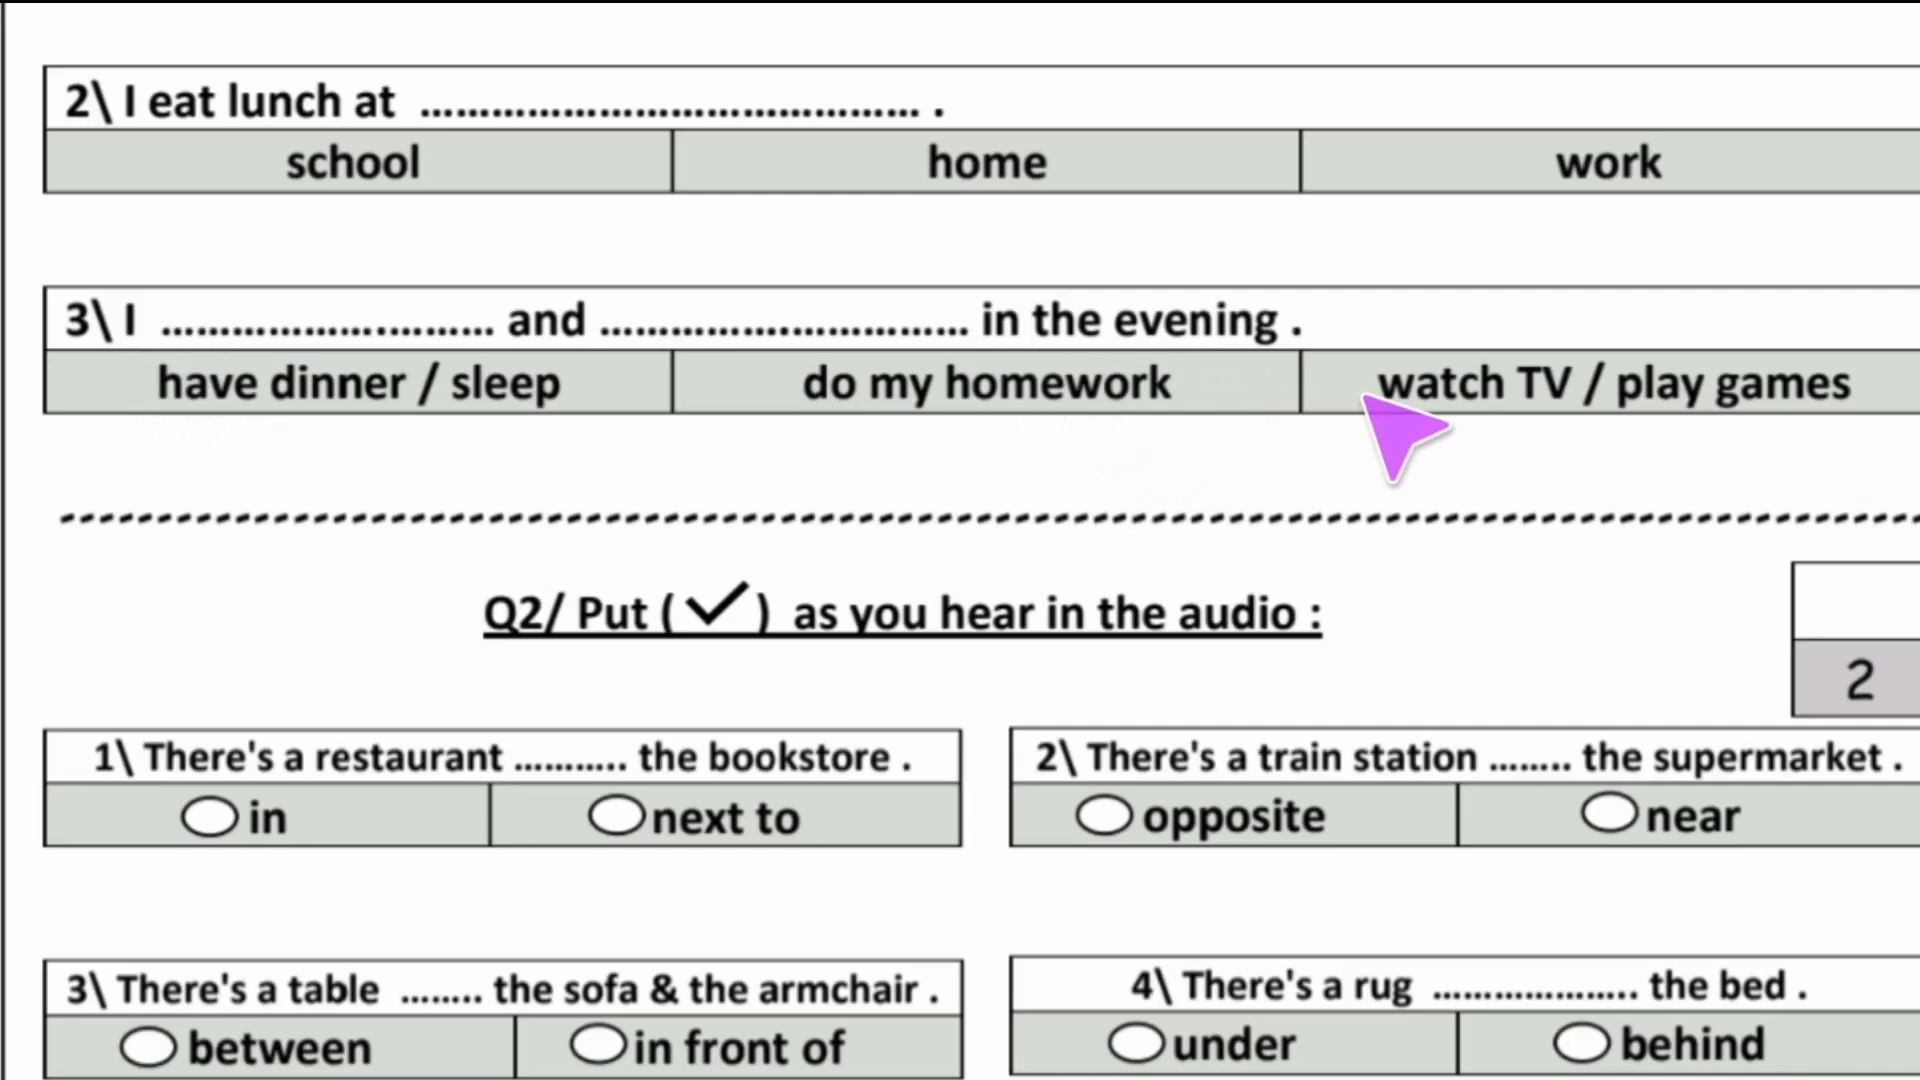 2\ I eat lunch at ………………………………… .
school home work
3\ I ……………….……… and …………….………… in the evening .
have dinner / sleep do my homework watch TV / play games
Q2/ Put ( ✓ ) as you hear in the audio :
2
1\ There's a restaurant ……….. the bookstore .
in next to
2\ There's a train station …….. the supermarket .
opposite near
3\ There's a table …….. the sofa & the armchair .
between in front of
4\ There's a rug ……………….. the bed .
under behind